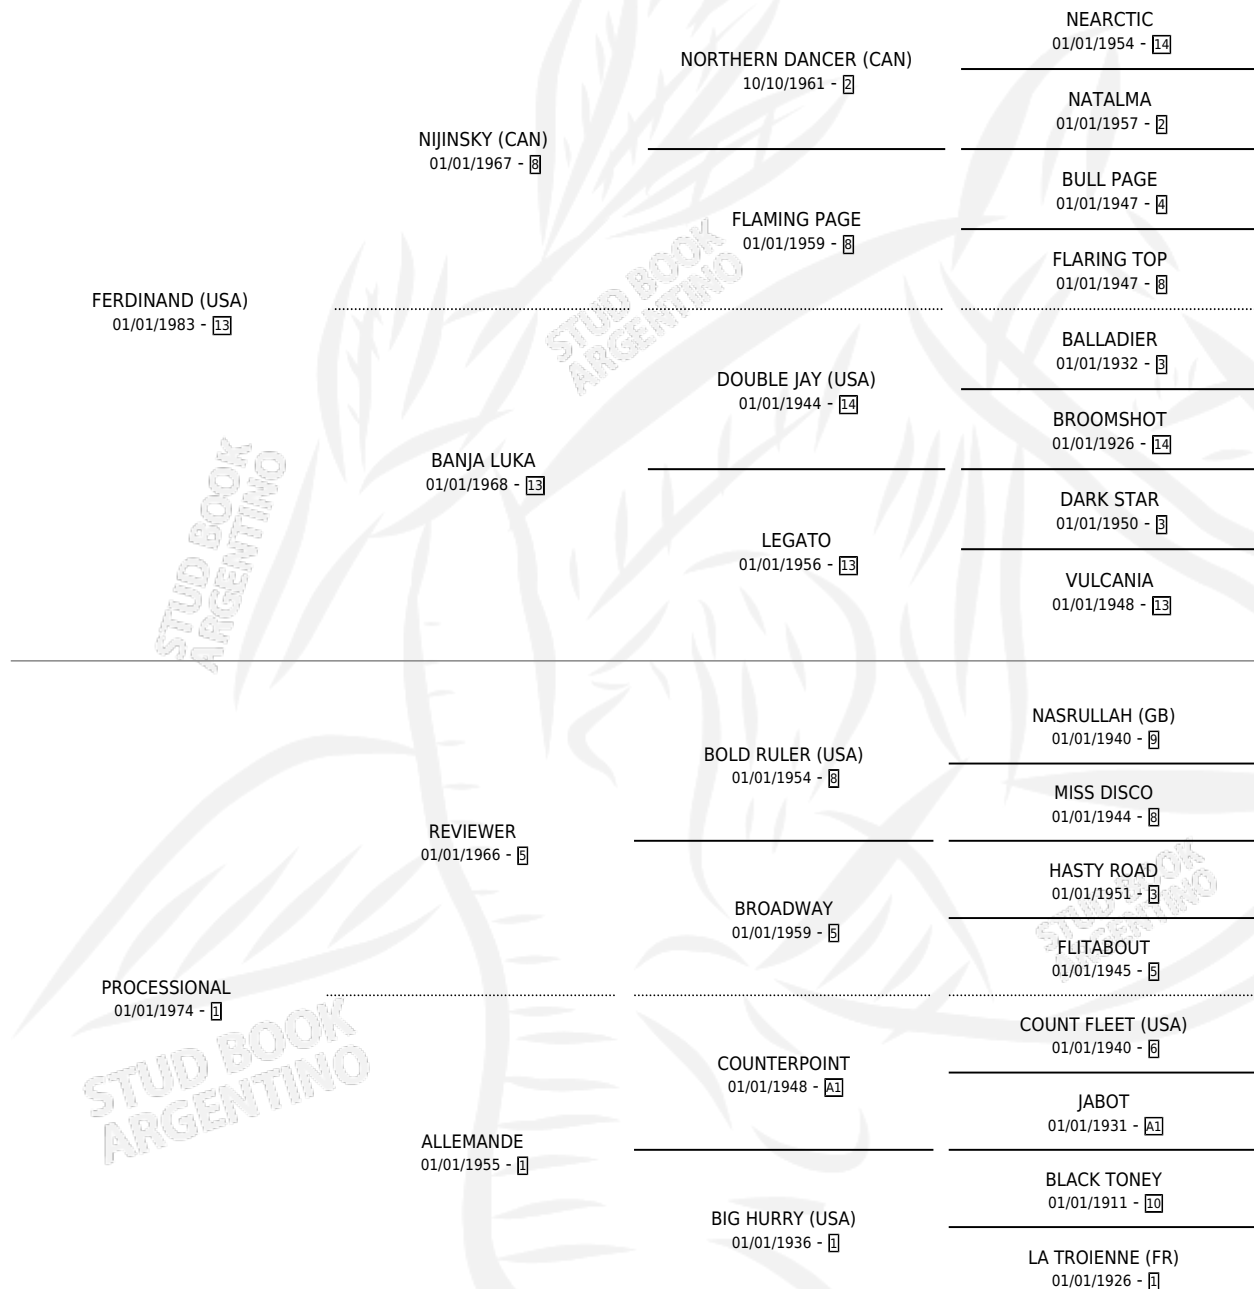 NEARCTIC
01/01/1954 - 14
NORTHERN DANCER (CAN)
10/10/1961 - 2
NATALMA
01/01/1957 - 2
NIJINSKY (CAN)
01/01/1967 - 8
BULL PAGE
01/01/1947 - 4
FLAMING PAGE
01/01/1959 - 8
FLARING TOP
01/01/1947 - 8
FERDINAND (USA)
01/01/1983 - 13
STUD BOOK
ARGENTINO
BALLADIER
01/01/1932 - 3
DOUBLE JAY (USA)
01/01/1944 - 14
BROOMSHOT
01/01/1926 - 14
BANJA LUKA
01/01/1968 - 13
DARK STAR
01/01/1950 - 3
LEGATO
01/01/1956 - 13
VULCANIA
01/01/1948 - 13
STUD BOOK
ARGENTINO
NASRULLAH (GB)
01/01/1940 - 9
BOLD RULER (USA)
01/01/1954 - 8
MISS DISCO
01/01/1944 - 8
REVIEWER
01/01/1966 - 5
HASTY ROAD
01/01/1951 - 3
BROADWAY
01/01/1959 - 5
STUD BOOK
ARGENTINO
FLITABOUT
01/01/1945 - 5
PROCESSIONAL
01/01/1974 - 1
COUNT FLEET (USA)
01/01/1940 - 6
COUNTERPOINT
01/01/1948 - A1
JABOT
01/01/1931 - A1
STUD BOOK
ARGENTINO
ALLEMANDE
01/01/1955 - 1
BLACK TONEY
01/01/1911 - 10
BIG HURRY (USA)
01/01/1936 - 1
LA TROIENNE (FR)
01/01/1926 - 1